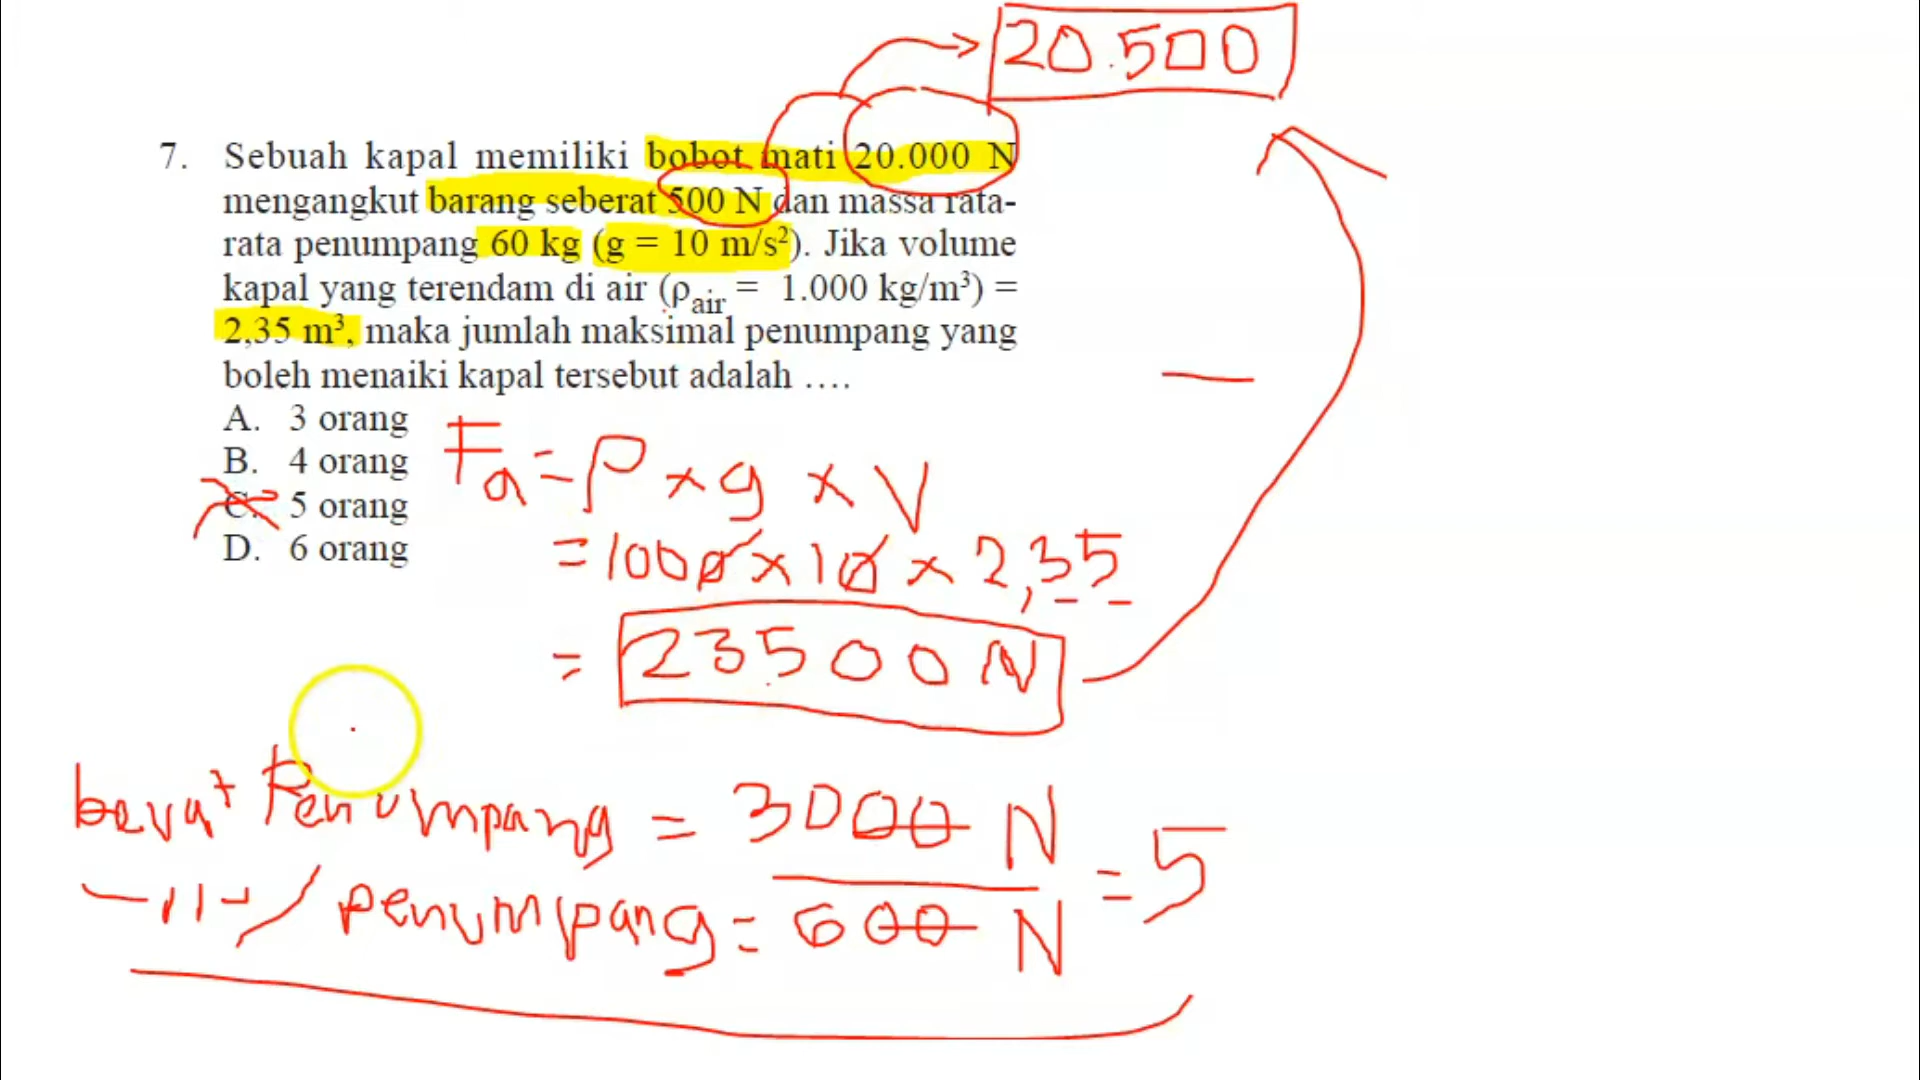 20.500
7. Sebuah kapal memiliki bobot mati 20.000 N
mengangkut barang seberat 500 N dan massa rata-
rata penumpang 60 kg (g = 10 m/s²). Jika volume
kapal yang terendam di air (ρair = 1.000 kg/m³) =
2,35 m³, maka jumlah maksimal penumpang yang
boleh menaiki kapal tersebut adalah ….
A. 3 orang
B. 4 orang
C. 5 orang
D. 6 orang
Fa = ρ x g x V
= 1000 x 10 x 2,35
= 23500 N
berat Penumpang = 3000 N
—11—/ penumpang = 600 N
= 5